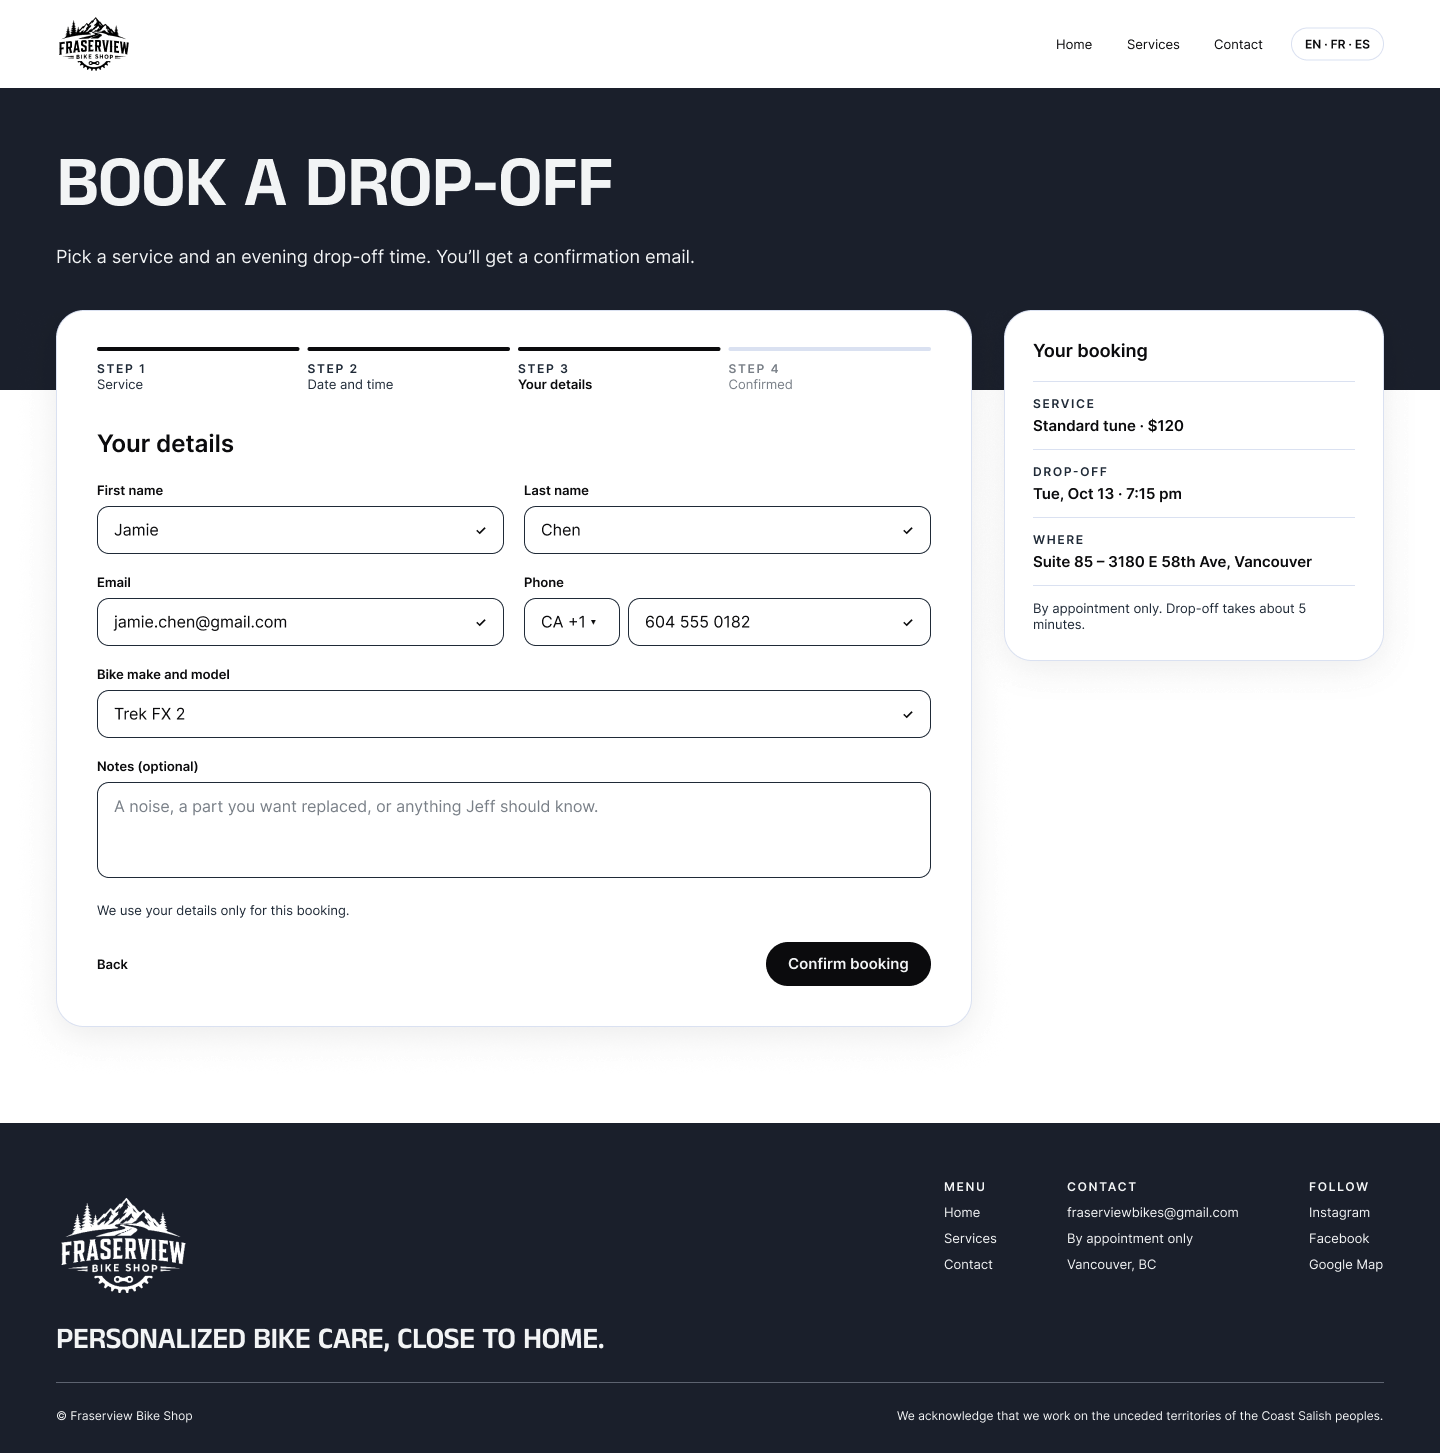 FRASERVIEW
BIKE SHOP
Home
Services
Contact
EN · FR · ES
BOOK A DROP-OFF
Pick a service and an evening drop-off time. You’ll get a confirmation email.
STEP 1
Service
STEP 2
Date and time
STEP 3
Your details
STEP 4
Confirmed
Your details
First name
Jamie
Last name
Chen
Email
jamie.chen@gmail.com
Phone
CA +1
604 555 0182
Bike make and model
Trek FX 2
Notes (optional)
A noise, a part you want replaced, or anything Jeff should know.
We use your details only for this booking.
Back
Confirm booking
Your booking
SERVICE
Standard tune · $120
DROP-OFF
Tue, Oct 13 · 7:15 pm
WHERE
Suite 85 – 3180 E 58th Ave, Vancouver
By appointment only. Drop-off takes about 5
minutes.
FRASERVIEW
BIKE SHOP
PERSONALIZED BIKE CARE, CLOSE TO HOME.
MENU
Home
Services
Contact
CONTACT
fraserviewbikes@gmail.com
By appointment only
Vancouver, BC
FOLLOW
Instagram
Facebook
Google Map
© Fraserview Bike Shop
We acknowledge that we work on the unceded territories of the Coast Salish peoples.